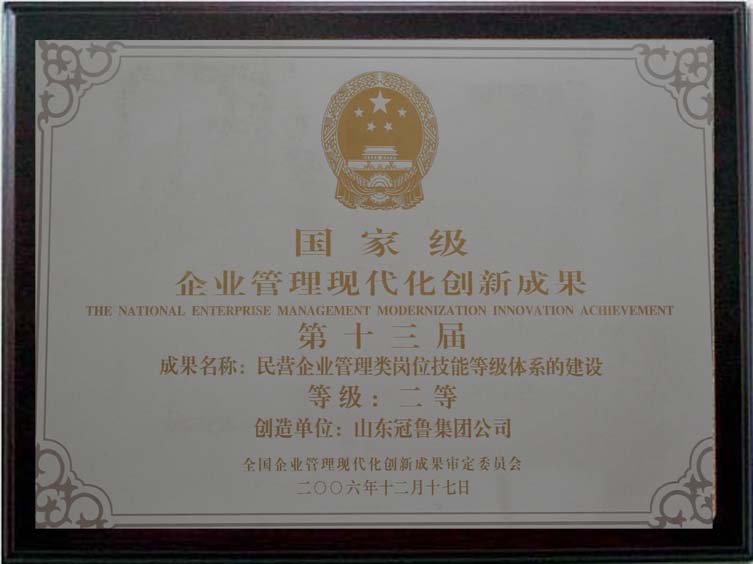 国家级
企业管理现代化创新成果
THE NATIONAL ENTERPRISE MANAGEMENT MODERNIZATION INNOVATION ACHIEVEMENT
第十三届
成果名称：民营企业管理类岗位技能等级体系的建设
等级：二等
创造单位：山东冠鲁集团公司
全国企业管理现代化创新成果审定委员会
二〇〇六年十二月十七日